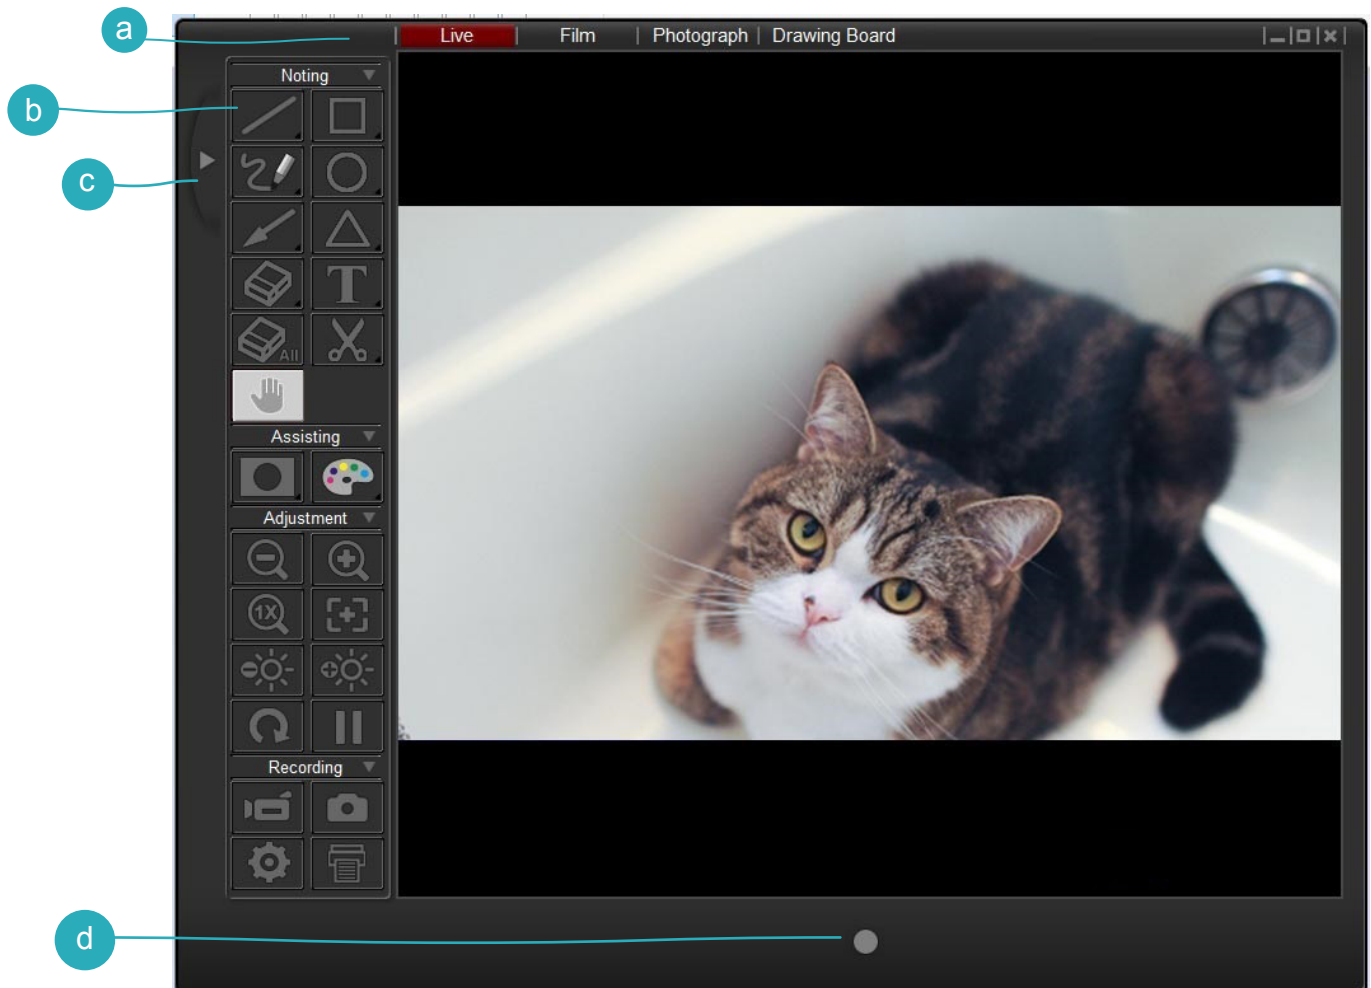 a
Live Film Photograph Drawing Board
Noting
b
c
T
All
Assisting
Adjustment
1X
Recording
d